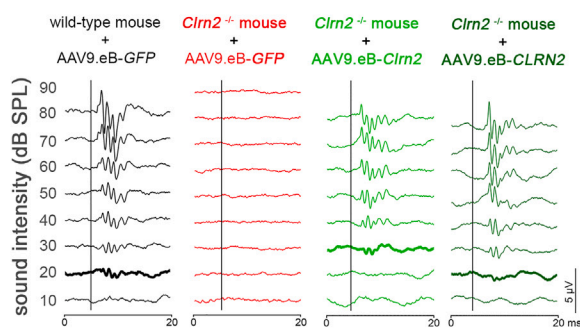 wild-type mouse
+
AAV9.eB-GFP
Clrn2 -/- mouse
+
AAV9.eB-GFP
Clrn2 -/- mouse
+
AAV9.eB-Clrn2
Clrn2 -/- mouse
+
AAV9.eB-CLRN2
sound intensity (dB SPL)
90
80
70
60
50
40
30
20
10
5 µV
0
20
0
20
0
20
0
20 ms